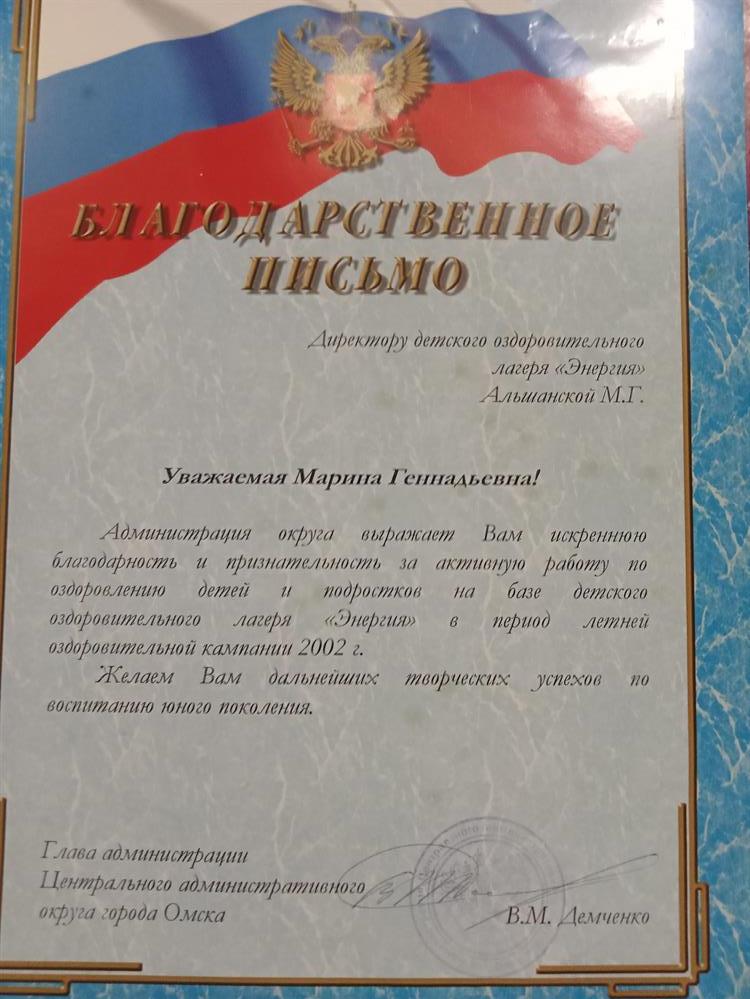 БЛАГОДАРСТВЕННОЕ
ПИСЬМО
Директору детского оздоровительного
лагеря «Энергия»
Альшанской М.Г.
Уважаемая Марина Геннадьевна!
Администрация округа выражает Вам искреннюю
благодарность и признательность за активную работу по
оздоровлению детей и подростков на базе детского
оздоровительного лагеря «Энергия» в период летней
оздоровительной кампании 2002 г.
Желаем Вам дальнейших творческих успехов по
воспитанию юного поколения.
Глава администрации
Центрального административного
округа города Омска
В.М. Демченко